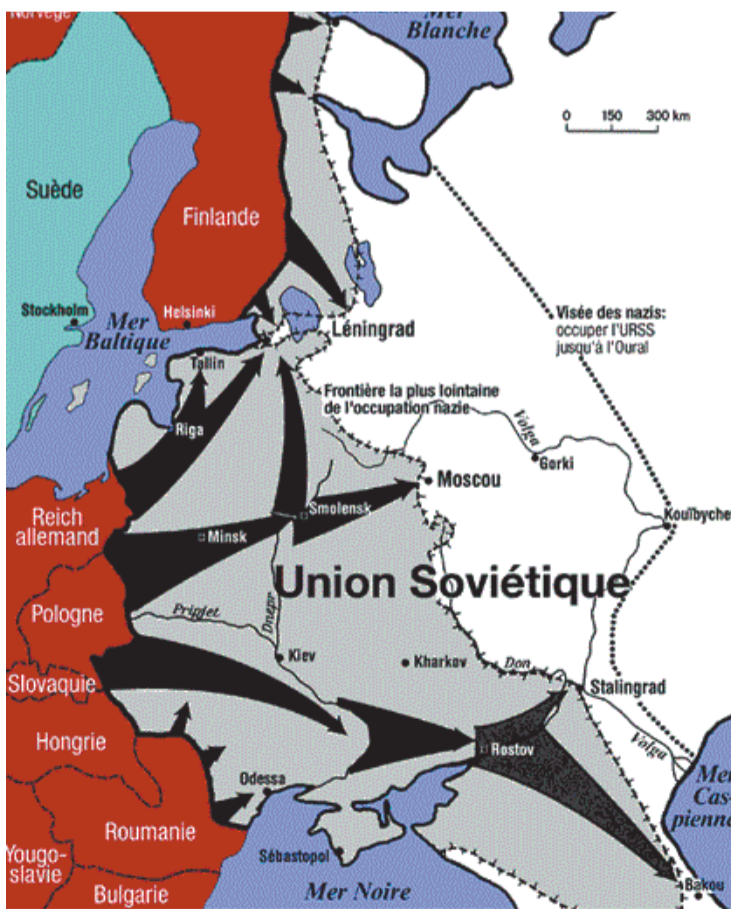 Norvège
Mer
Blanche
0 150 300 km
Suède
Finlande
Visée des nazis:
occuper l'URSS
jusqu'à l'Oural
Stockholm
Helsinki
Mer
Baltique
Léningrad
Tallin
Frontière la plus lointaine
de l'occupation nazie
Riga
Volga
Gorki
Moscou
Reich
allemand
Smolensk
Minsk
Kouïbychev
Union Soviétique
Pologne
Pripjet
Dnepr
Kiev
Kharkov
Don
Slovaquie
Stalingrad
Hongrie
Rostov
Volga
Odessa
Mer
Cas-
pienne
Roumanie
Yougo-
slavie
Sébastopol
Bakou
Bulgarie
Mer Noire